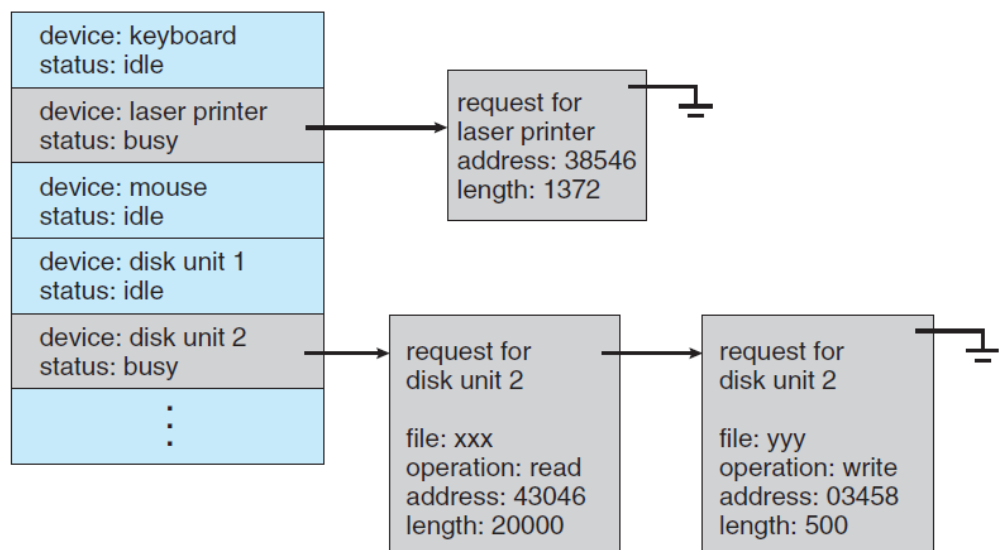 device: keyboard
status: idle
device: laser printer
status: busy
device: mouse
status: idle
device: disk unit 1
status: idle
device: disk unit 2
status: busy
request for
laser printer
address: 38546
length: 1372
request for
disk unit 2
file: xxx
operation: read
address: 43046
length: 20000
request for
disk unit 2
file: yyy
operation: write
address: 03458
length: 500